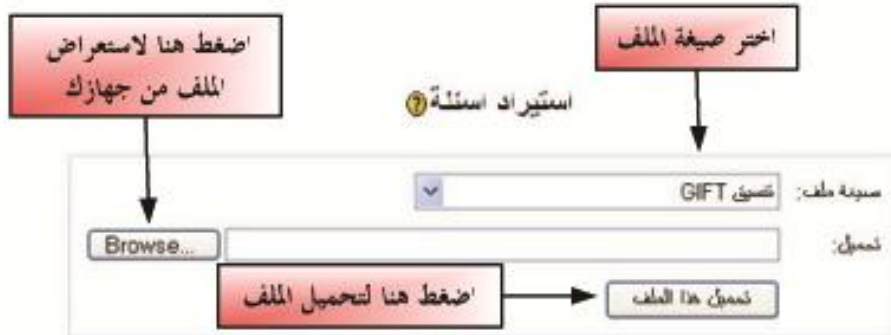 اختر صيغة الملف
اضغط هنا لاستعراض
الملف من جهازك
استيراد اسئلة
صيغة ملف:
تنسيق GIFT
تحميل:
Browse...
تحميل هذا الملف
اضغط هنا لتحميل الملف